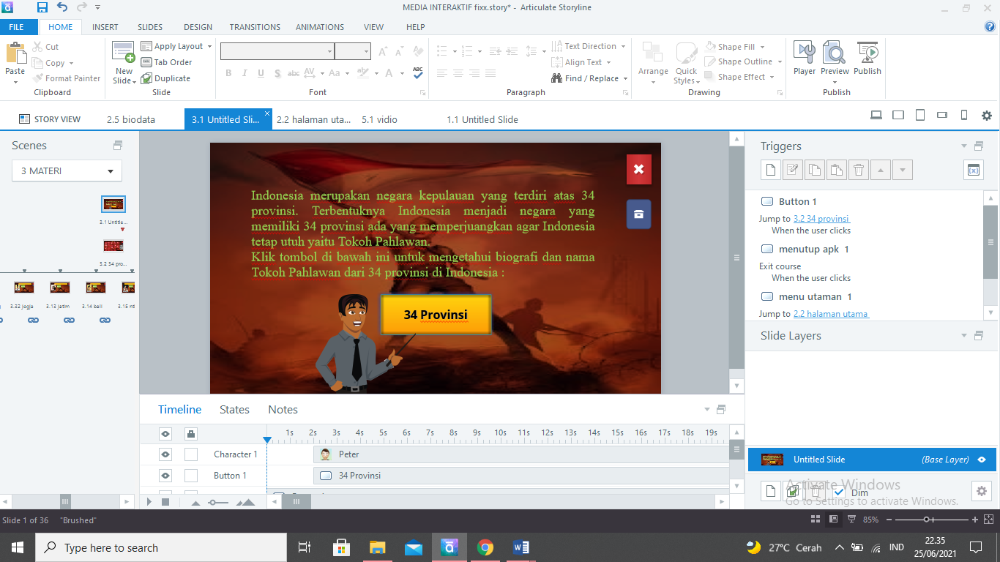 MEDIA INTERAKTIF fixx.story* - Articulate Storyline
FILE HOME INSERT SLIDES DESIGN TRANSITIONS ANIMATIONS VIEW HELP
Paste
Cut
Copy
Format Painter
Clipboard
New Slide
Apply Layout
Tab Order
Duplicate
Slide
B I U S abc AV Aa A ABC
Font
Text Direction
Align Text
Find / Replace
Paragraph
Arrange
Quick Styles
Shape Fill
Shape Outline
Shape Effect
Drawing
Player Preview Publish
Publish
STORY VIEW 2.5 biodata 3.1 Untitled Sli... 2.2 halaman uta... 5.1 vidio 1.1 Untitled Slide
Scenes
3 MATERI
3.1 Untitle...
3.2 34 pro...
3.32 jogja 3.13 jatim 3.14 bali 3.15 nt
Indonesia merupakan negara kepulauan yang terdiri atas 34
provinsi. Terbentuknya Indonesia menjadi negara yang
memiliki 34 provinsi ada yang memperjuangkan agar Indonesia
tetap utuh yaitu Tokoh Pahlawan.
Klik tombol di bawah ini untuk mengetahui biografi dan nama
Tokoh Pahlawan dari 34 provinsi di Indonesia :
34 Provinsi
Triggers
Button 1
Jump to 3.2 34 provinsi
When the user clicks
menutup apk 1
Exit course
When the user clicks
menu utaman 1
Jump to 2.2 halaman utama
Slide Layers
Untitled Slide (Base Layer)
Dim
Activate Windows
Go to Settings to activate Windows.
Timeline States Notes
1s 2s 3s 4s 5s 6s 7s 8s 9s 10s 11s 12s 13s 14s 15s 16s 17s 18s 19s
Character 1 Peter
Button 1 34 Provinsi
Slide 1 of 36 "Brushed"
85%
Type here to search
27°C Cerah
IND
22.35
25/06/2021